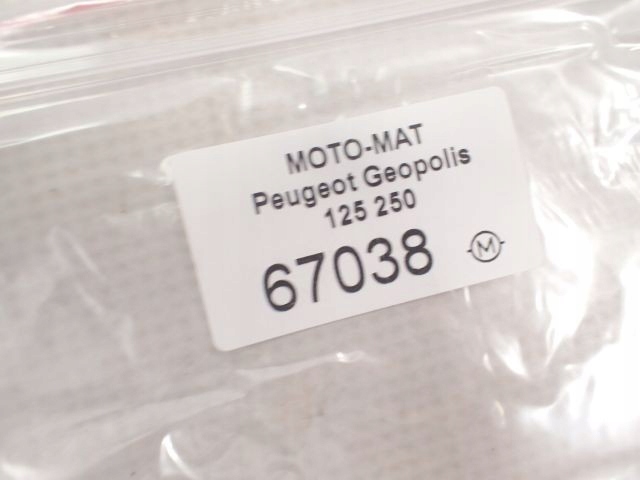 MOTO-MAT
Peugeot Geopolis
125 250
67038
M